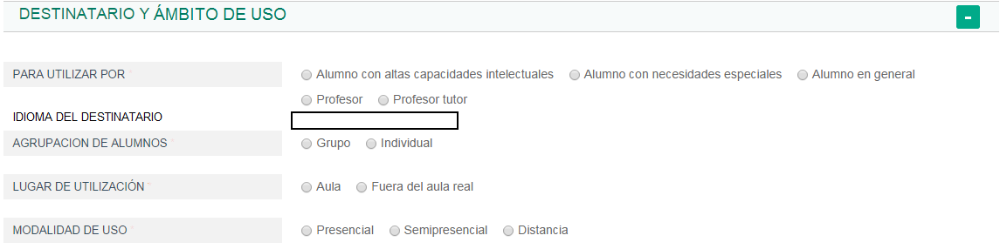 DESTINATARIO Y ÁMBITO DE USO
-
PARA UTILIZAR POR * Alumno con altas capacidades intelectuales Alumno con necesidades especiales Alumno en general
Profesor Profesor tutor
IDIOMA DEL DESTINATARIO
AGRUPACION DE ALUMNOS * Grupo Individual
LUGAR DE UTILIZACIÓN * Aula Fuera del aula real
MODALIDAD DE USO * Presencial Semipresencial Distancia